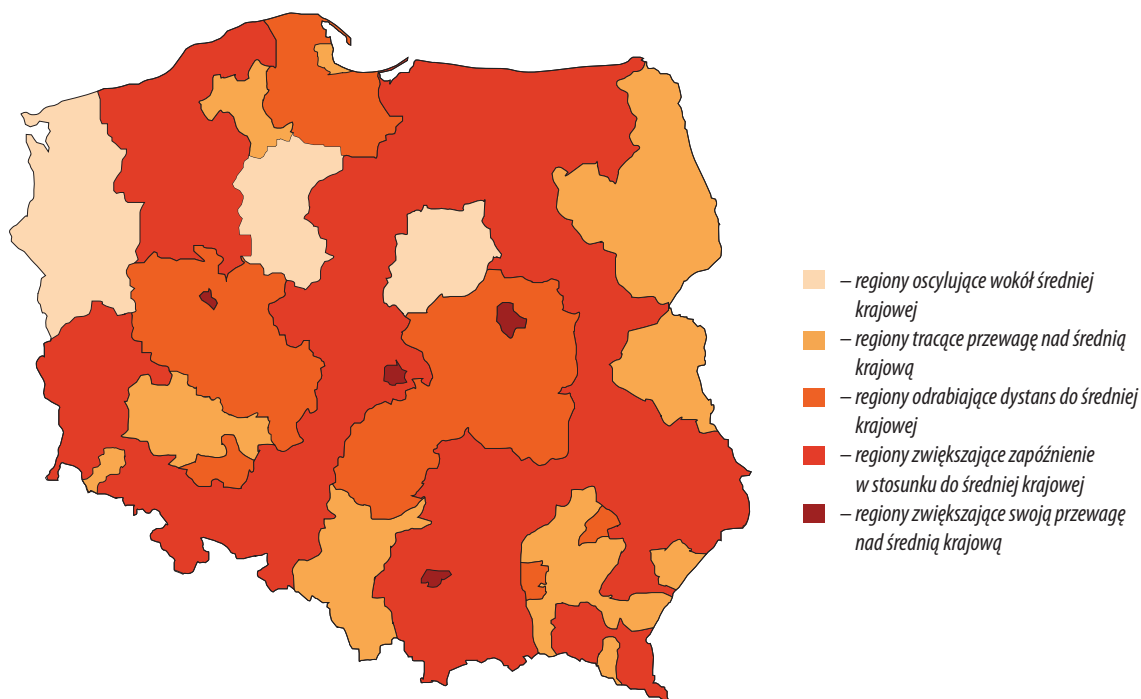 – regiony oscylujące wokół średniej
krajowej
– regiony tracące przewagę nad średnią
krajową
– regiony odrabiające dystans do średniej
krajowej
– regiony zwiększające zapóźnienie
w stosunku do średniej krajowej
– regiony zwiększające swoją przewagę
nad średnią krajową